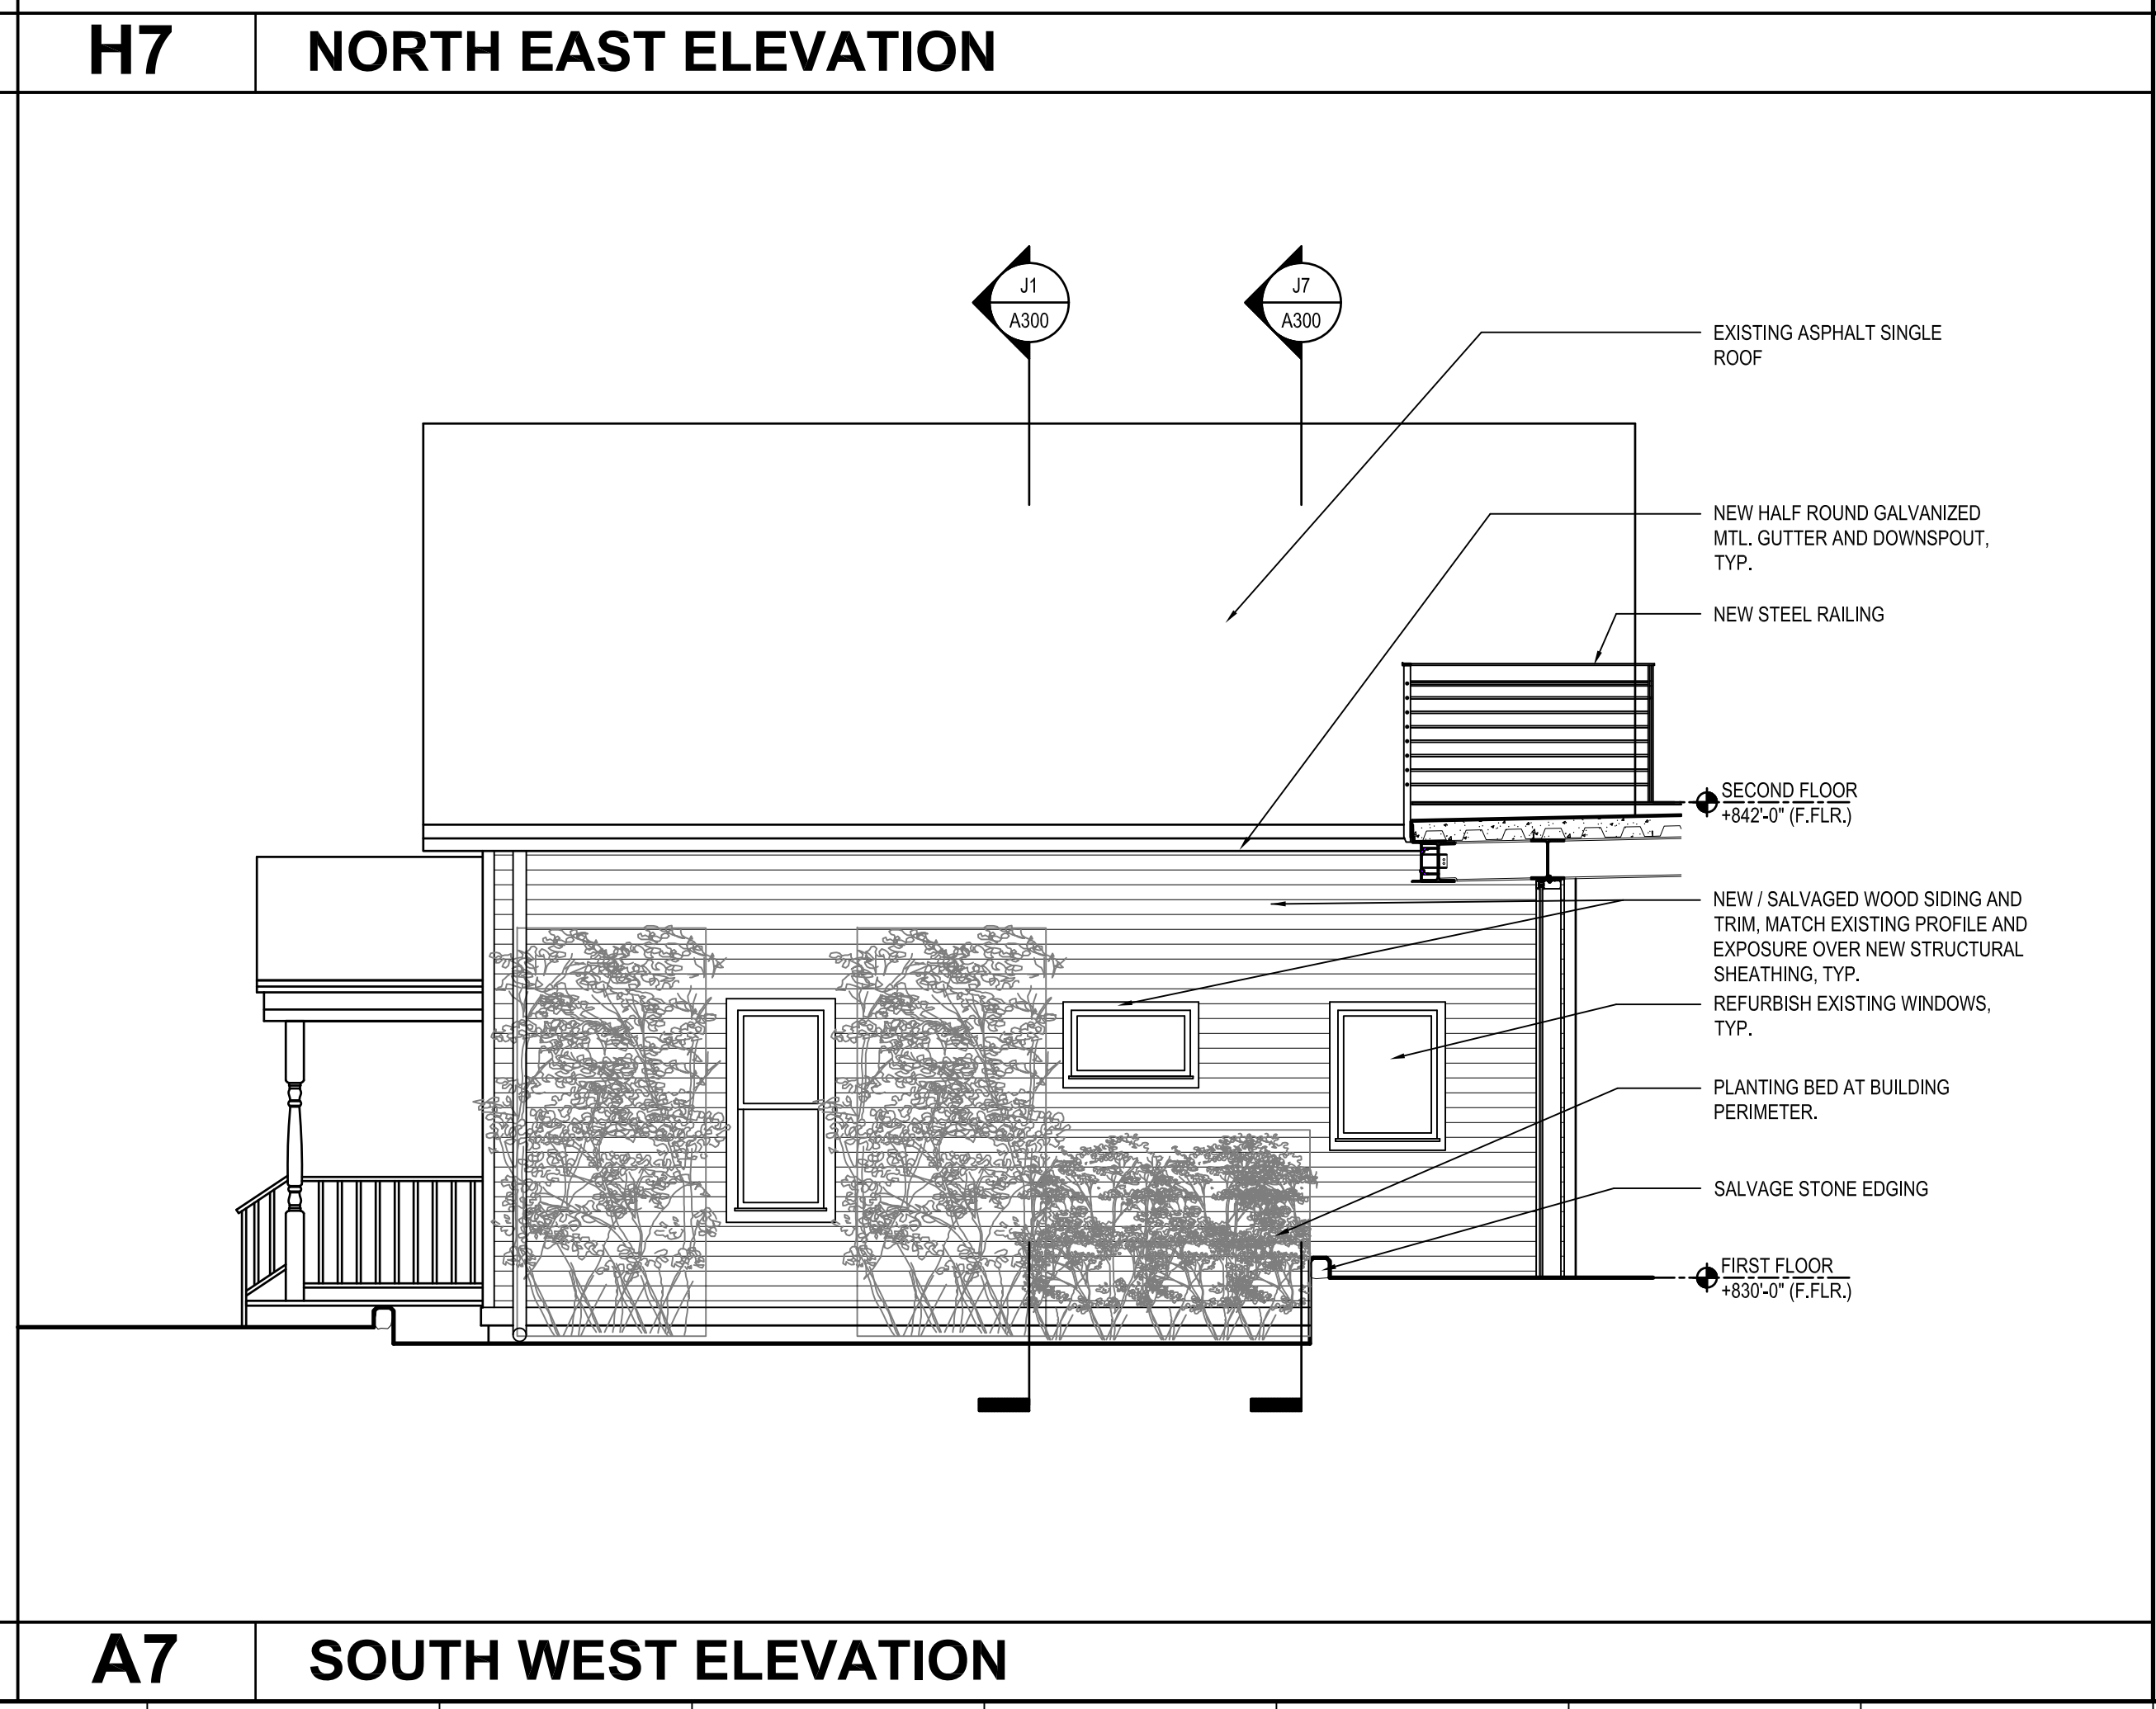 H7
NORTH EAST ELEVATION
J1
A300
J7
A300
EXISTING ASPHALT SINGLE
ROOF
NEW HALF ROUND GALVANIZED
MTL. GUTTER AND DOWNSPOUT,
TYP.
NEW STEEL RAILING
SECOND FLOOR
+842'-0" (F.FLR.)
NEW / SALVAGED WOOD SIDING AND
TRIM, MATCH EXISTING PROFILE AND
EXPOSURE OVER NEW STRUCTURAL
SHEATHING, TYP.
REFURBISH EXISTING WINDOWS,
TYP.
PLANTING BED AT BUILDING
PERIMETER.
SALVAGE STONE EDGING
FIRST FLOOR
+830'-0" (F.FLR.)
A7
SOUTH WEST ELEVATION